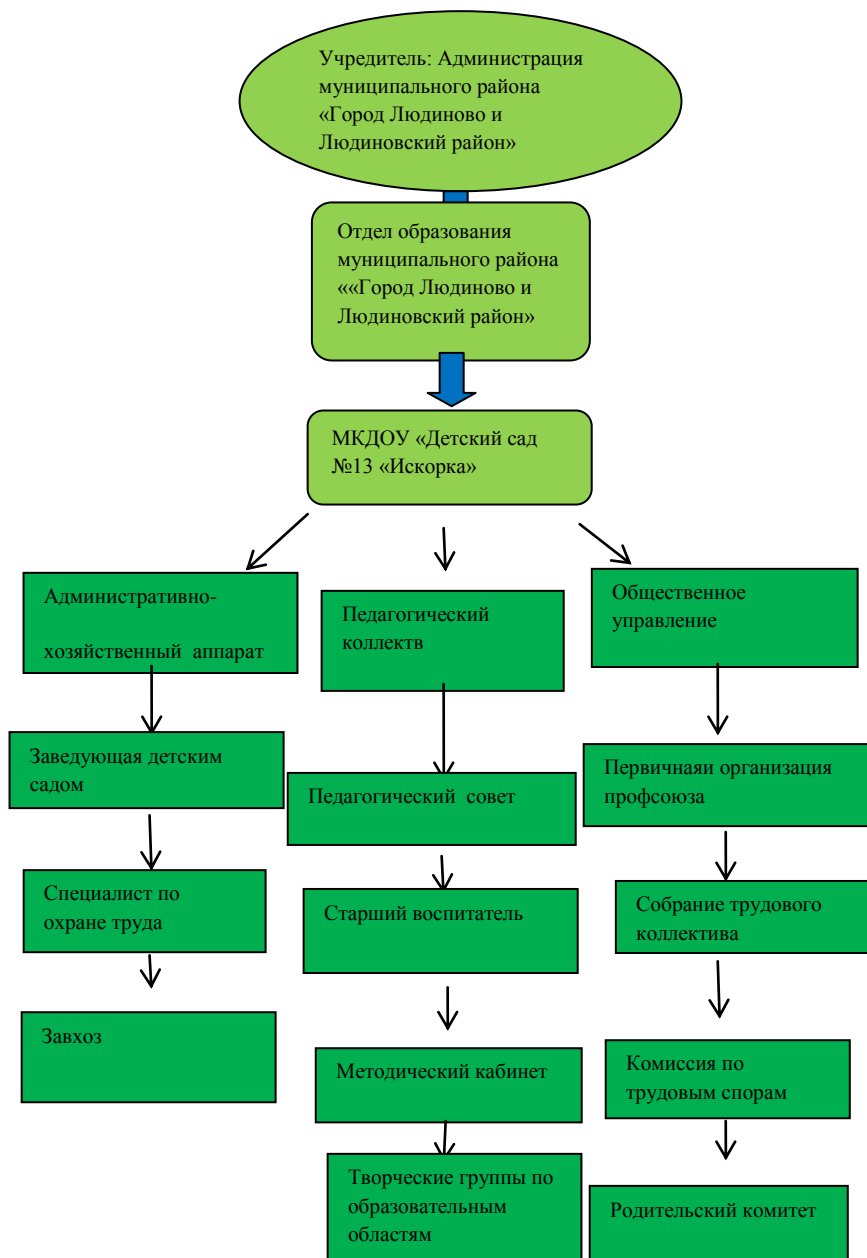 Учредитель: Администрация
муниципального района
«Город Людиново и
Людиновский район»
Отдел образования
муниципального района
««Город Людиново и
Людиновский район»
МКДОУ «Детский сад
№13 «Искорка»
Административно-
хозяйственный аппарат
Заведующая детским
садом
Специалист по
охране труда
Завхоз
Педагогический
коллектв
Педагогический совет
Старший воспитатель
Методический кабинет
Творческие группы по
образовательным
областям
Общественное
управление
Первичнаяи организация
профсоюза
Собрание трудового
коллектива
Комиссия по
трудовым спорам
Родительский комитет